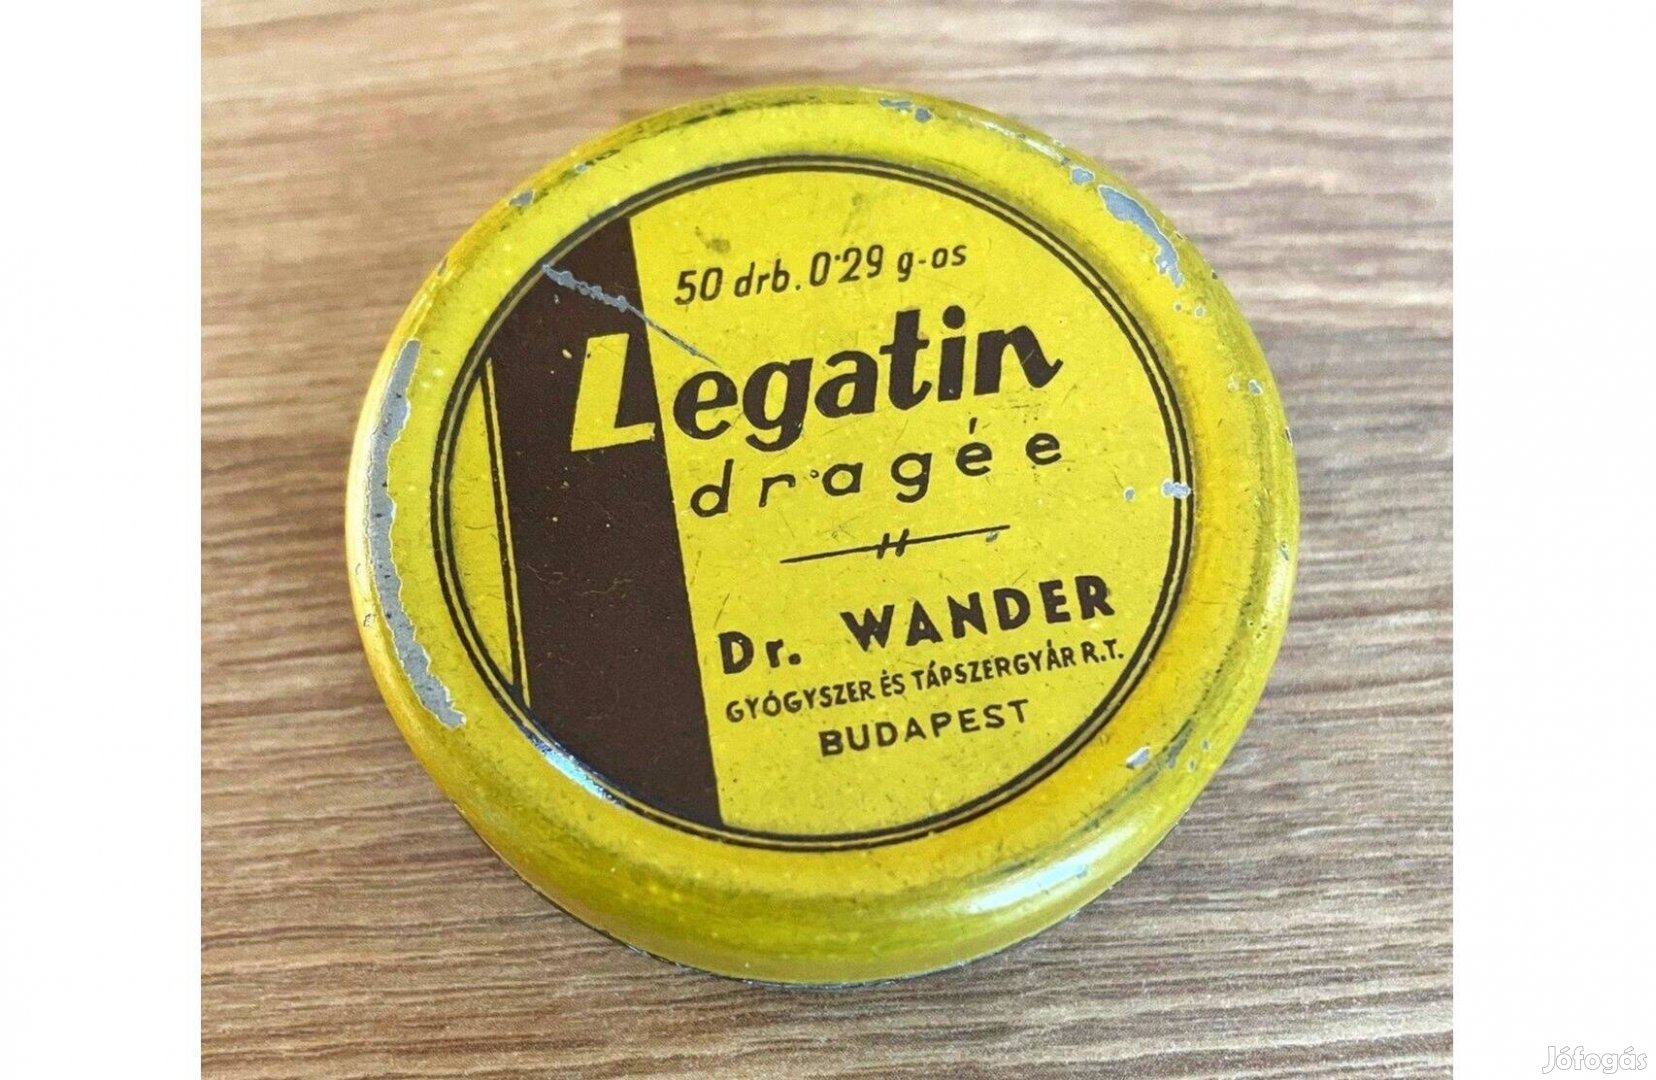 50 drb. 0·29 g-os
Legatin
dragée
Dr. WANDER
GYÓGYSZER ÉS TÁPSZERGYÁR R.T.
BUDAPEST
Jófogás